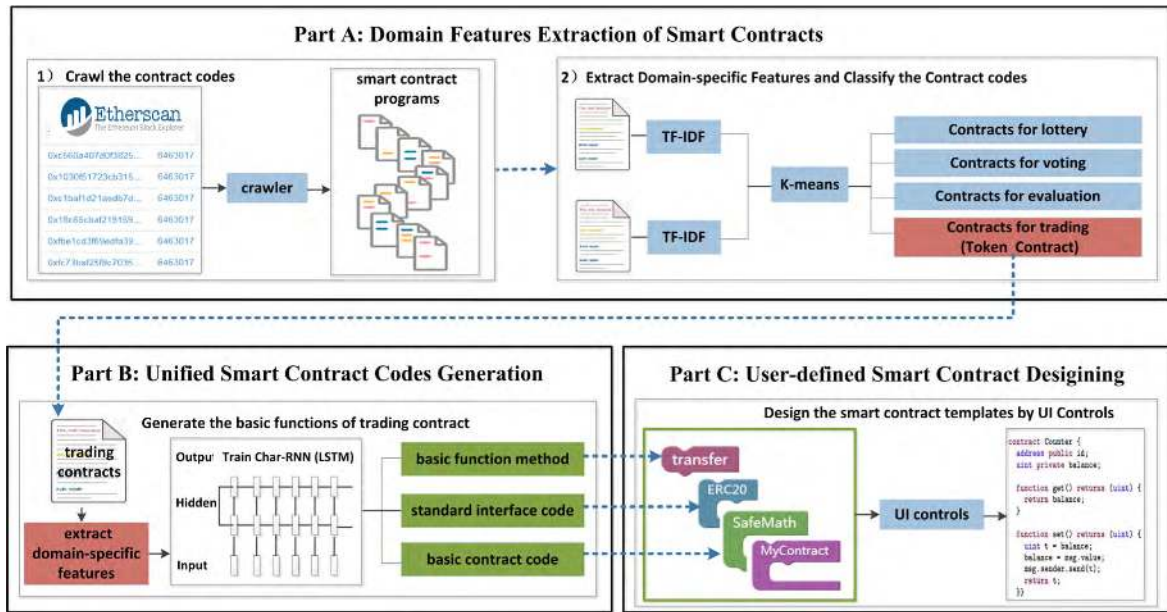 Part A: Domain Features Extraction of Smart Contracts
1) Crawl the contract codes
Etherscan
The Ethereum Block Explorer
6463017
6463017
6463017
6463017
6463017
6463017
crawler
smart contract
programs
2) Extract Domain-specific Features and Classify the Contract codes
TF-IDF
TF-IDF
K-means
Contracts for lottery
Contracts for voting
Contracts for evaluation
Contracts for trading
(Token Contract)
Part B: Unified Smart Contract Codes Generation
Generate the basic functions of trading contract
trading
contracts
extract
domain-specific
features
Output Train Char-RNN (LSTM)
Hidden
Input
basic function method
standard interface code
basic contract code
Part C: User-defined Smart Contract Desigining
Design the smart contract templates by UI Controls
transfer
ERC20
SafeMath
MyContract
UI controls
contract Counter {
address public id;
uint private balance;
function get() returns (uint) {
return balance;
}
function set() returns (uint) {
uint t = balance;
balance = msg.value;
msg.sender.send(t);
return t;
}}